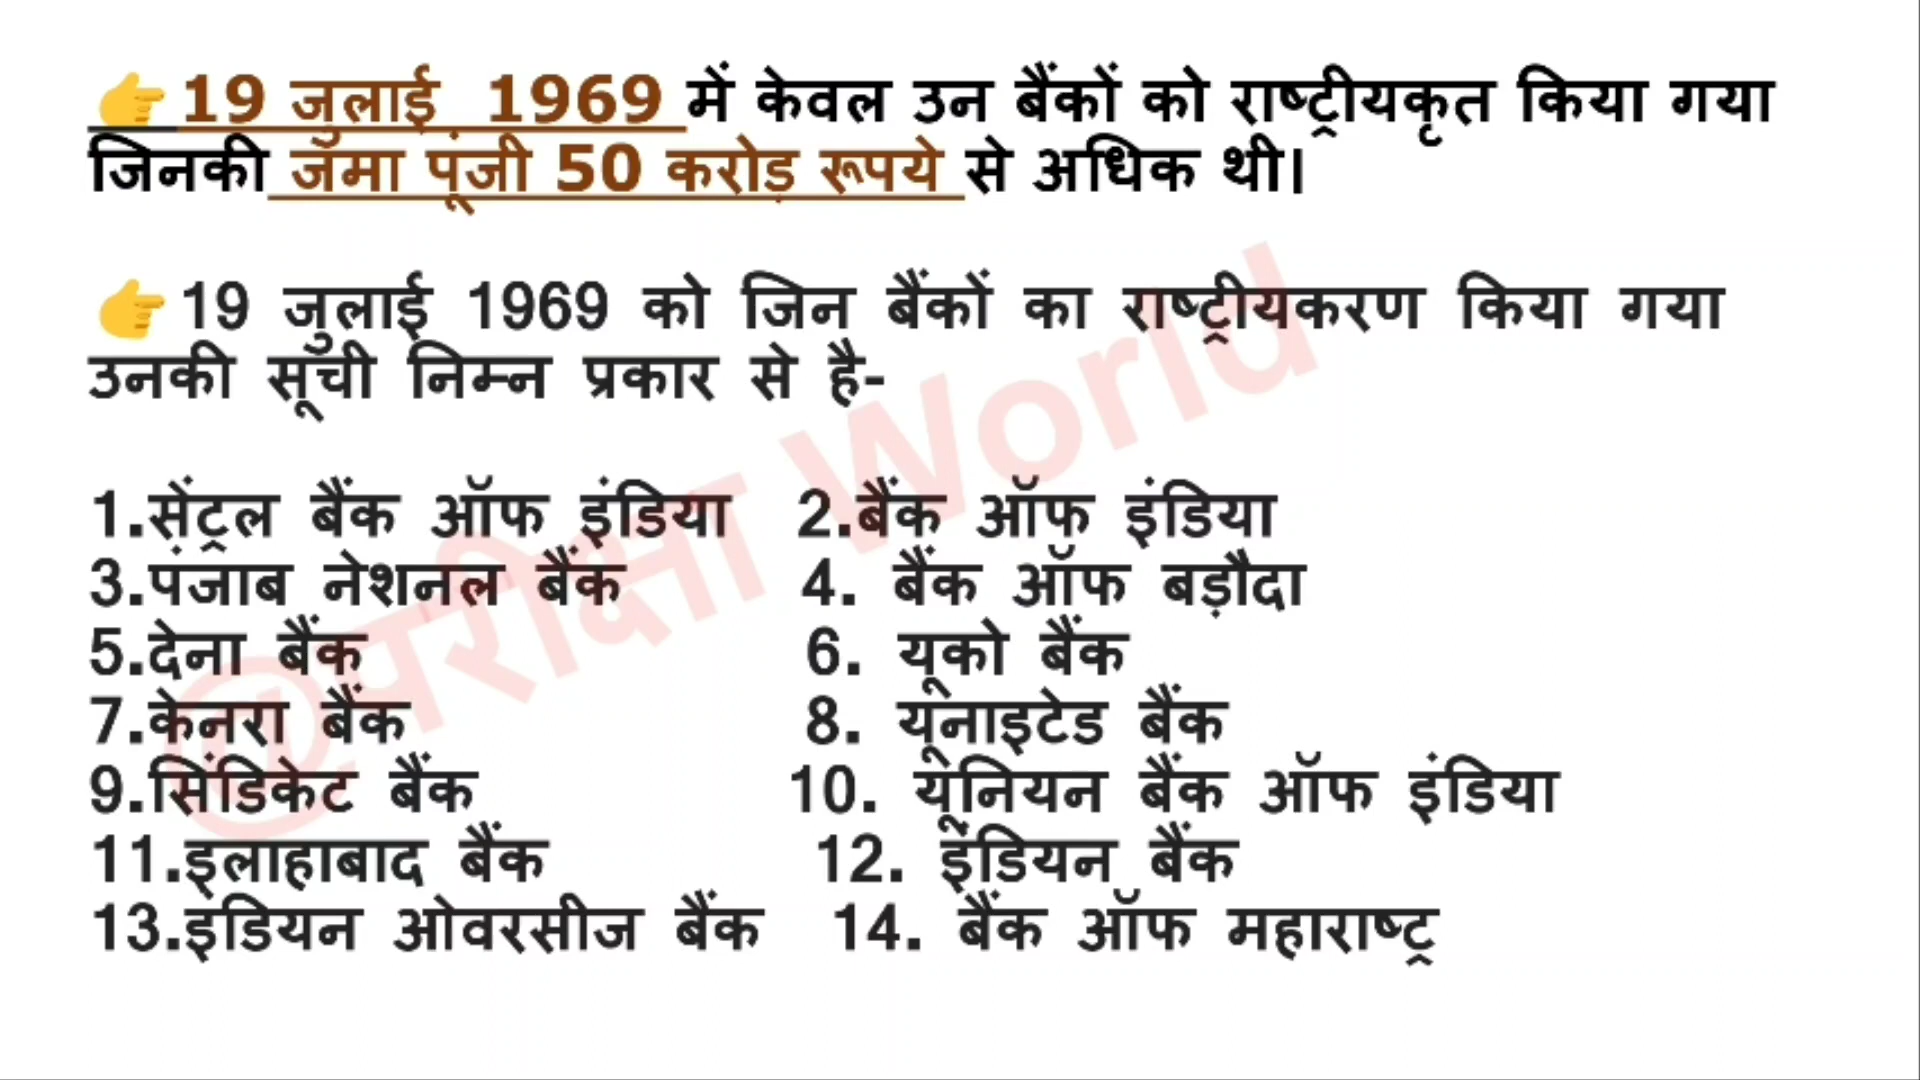 👉19 जुलाई 1969 में केवल उन बैंकों को राष्ट्रीयकृत किया गया
जिनकी जमा पूंजी 50 करोड़ रूपये से अधिक थी।
👉19 जुलाई 1969 को जिन बैंकों का राष्ट्रीयकरण किया गया
उनकी सूची निम्न प्रकार से है-
1.सेंट्रल बैंक ऑफ इंडिया 2.बैंक ऑफ इंडिया
3.पंजाब नेशनल बैंक 4. बैंक ऑफ बड़ौदा
5.देना बैंक 6. यूको बैंक
7.केनरा बैंक 8. यूनाइटेड बैंक
9.सिंडिकेट बैंक 10. यूनियन बैंक ऑफ इंडिया
11.इलाहाबाद बैंक 12. इंडियन बैंक
13.इंडियन ओवरसीज बैंक 14. बैंक ऑफ महाराष्ट्र
@परीक्षा World